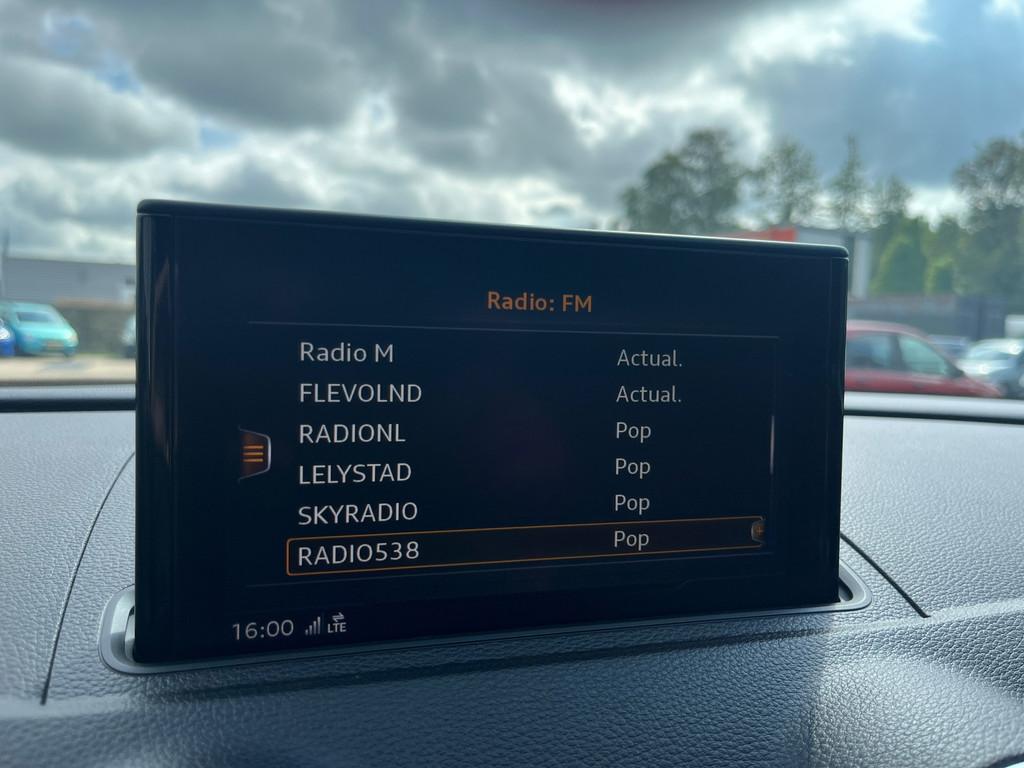 Radio: FM
Radio M Actual.
FLEVOLND Actual.
RADIONL Pop
LELYSTAD Pop
SKYRADIO Pop
RADIO538 Pop
16:00 LTE